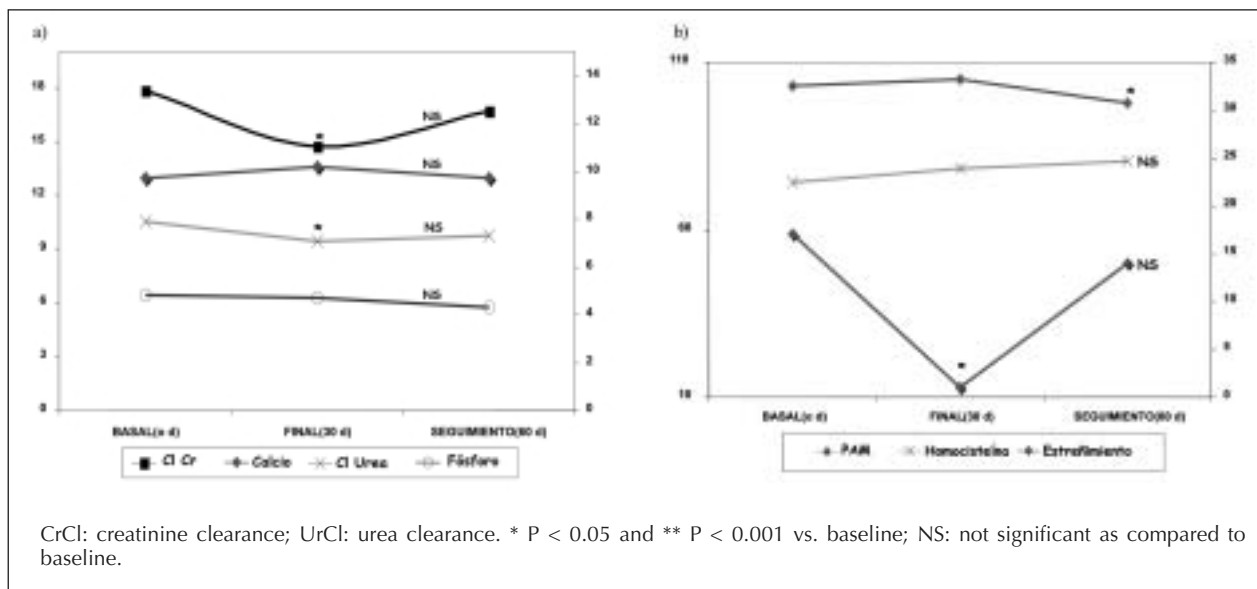 a)
18
15
12
9
6
3
0
14
12
10
8
6
4
2
0
*
NS
NS
*
NS
NS
BASAL(o d) FINAL(30 d) SEGUIMIENTO(60 d)
Cl Cr Calcio Cl Urea Fósforo
b)
110
60
10
35
30
25
20
15
10
5
0
*
NS
*
NS
BASAL(o d) FINAL(30 d) SEGUIMIENTO(60 d)
PAM Homocisteína Estreñimiento
CrCl: creatinine clearance; UrCl: urea clearance. * P < 0.05 and ** P < 0.001 vs. baseline; NS: not significant as compared to
baseline.